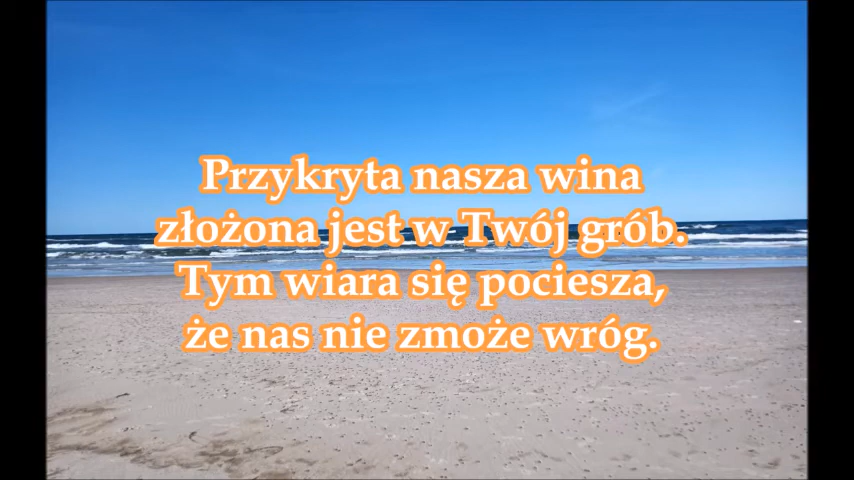 Przykryta nasza wina
złożona jest w Twój grób.
Tym wiara się pociesza,
że nas nie zmoże wróg.